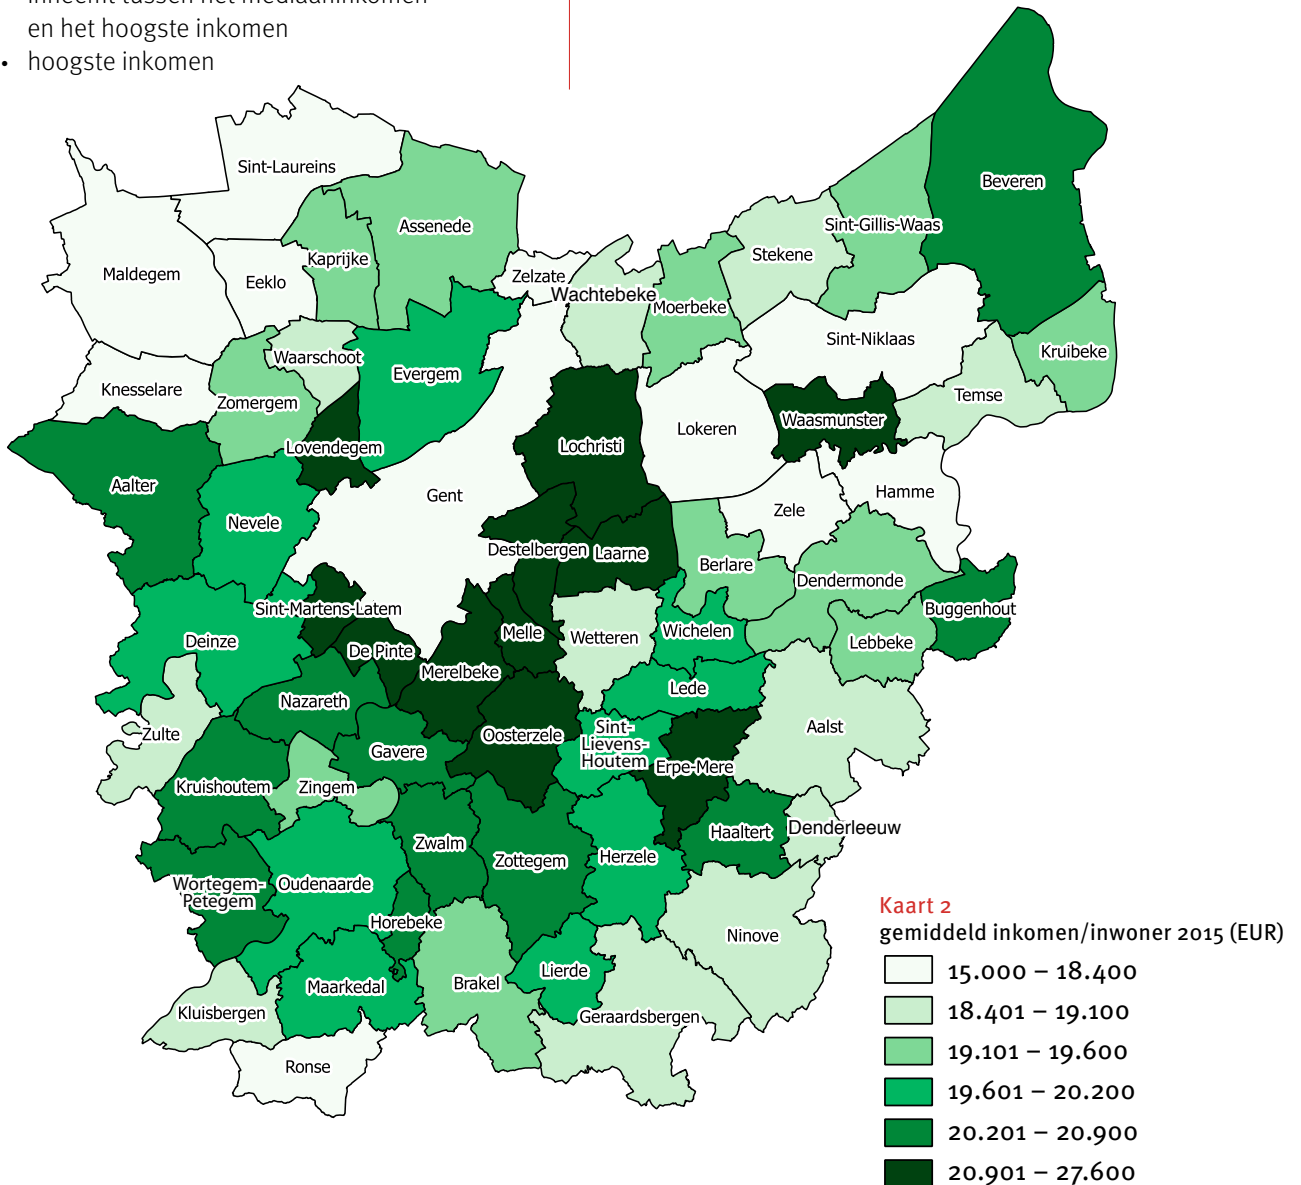 inneemt tussen het mediaaninkomen
en het hoogste inkomen
• hoogste inkomen
Beveren
Sint-Laureins
Assenede
Sint-Gillis-Waas
Stekene
Kaprijke
Maldegem
Eeklo
Zelzate
Wachtebeke
Moerbeke
Sint-Niklaas
Kruibeke
Waarschoot
Evergem
Knesselare
Zomergem
Temse
Waasmunster
Lokeren
Lovendegem
Lochristi
Aalter
Gent
Hamme
Zele
Nevele
Destelbergen
Laarne
Berlare
Dendermonde
Buggenhout
Sint-Martens-Latem
Deinze
Melle
Wetteren
Wichelen
Lebbeke
De Pinte
Merelbeke
Lede
Nazareth
Aalst
Zulte
Gavere
Oosterzele
Sint-
Lievens-
Houtem
Erpe-Mere
Kruishoutem
Zingem
Haaltert
Denderleeuw
Zwalm
Zottegem
Herzele
Oudenaarde
Wortegem-
Petegem
Horebeke
Ninove
Lierde
Brakel
Maarkedal
Kluisbergen
Geraardsbergen
Ronse
Kaart 2
gemiddeld inkomen/inwoner 2015 (EUR)
15.000 – 18.400
18.401 – 19.100
19.101 – 19.600
19.601 – 20.200
20.201 – 20.900
20.901 – 27.600